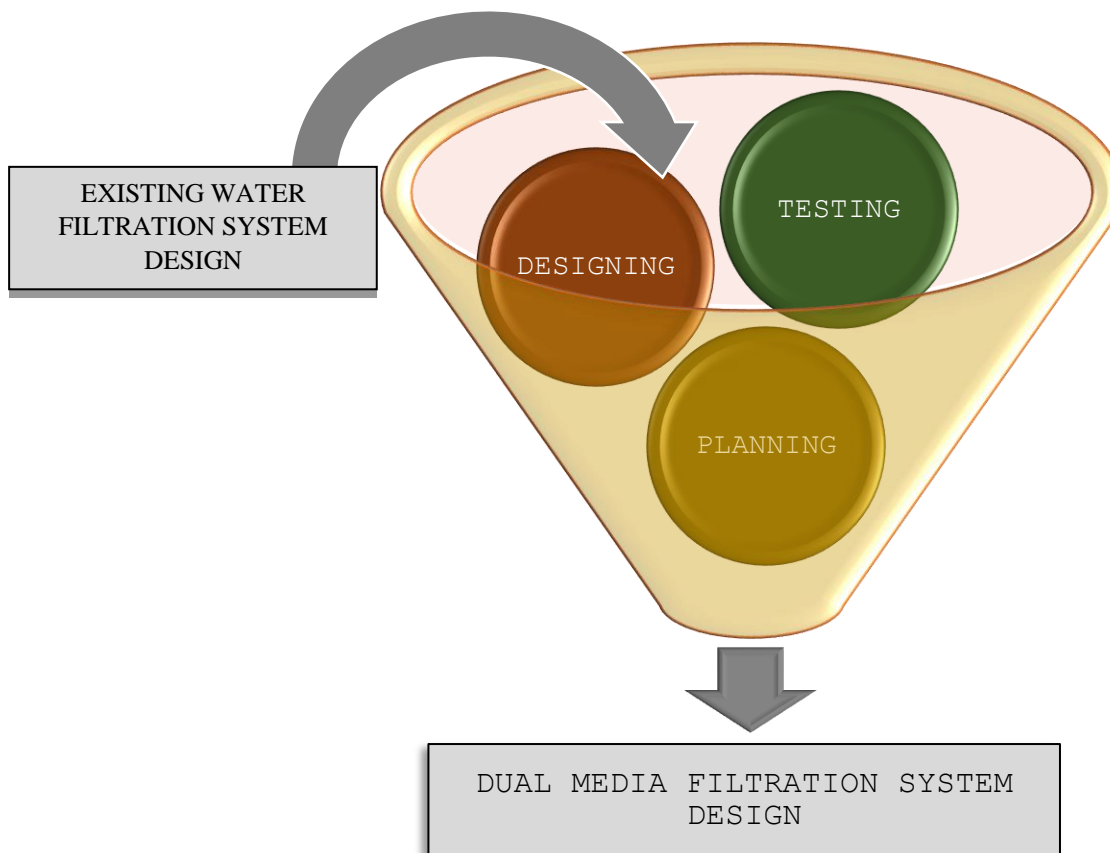 EXISTING WATER
FILTRATION SYSTEM
DESIGN
TESTING
DESIGNING
PLANNING
DUAL MEDIA FILTRATION SYSTEM
DESIGN